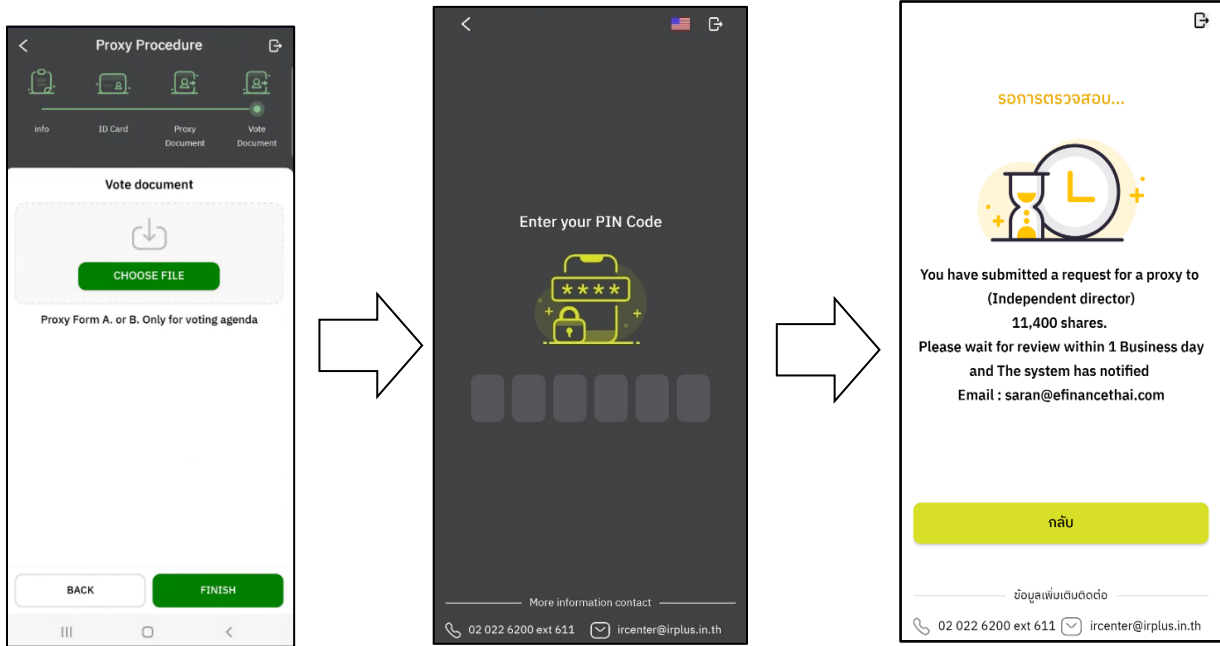 Proxy Procedure
info
ID Card
Proxy
Document
Vote
Document
Vote document
CHOOSE FILE
Proxy Form A. or B. Only for voting agenda
BACK
FINISH
Enter your PIN Code
****
More information contact
02 022 6200 ext 611
ircenter@irplus.in.th
รอการตรวจสอบ...
You have submitted a request for a proxy to
(Independent director)
11,400 shares.
Please wait for review within 1 Business day
and The system has notified
Email : saran@efinancethai.com
กลับ
ข้อมูลเพิ่มเติมติดต่อ
02 022 6200 ext 611
ircenter@irplus.in.th